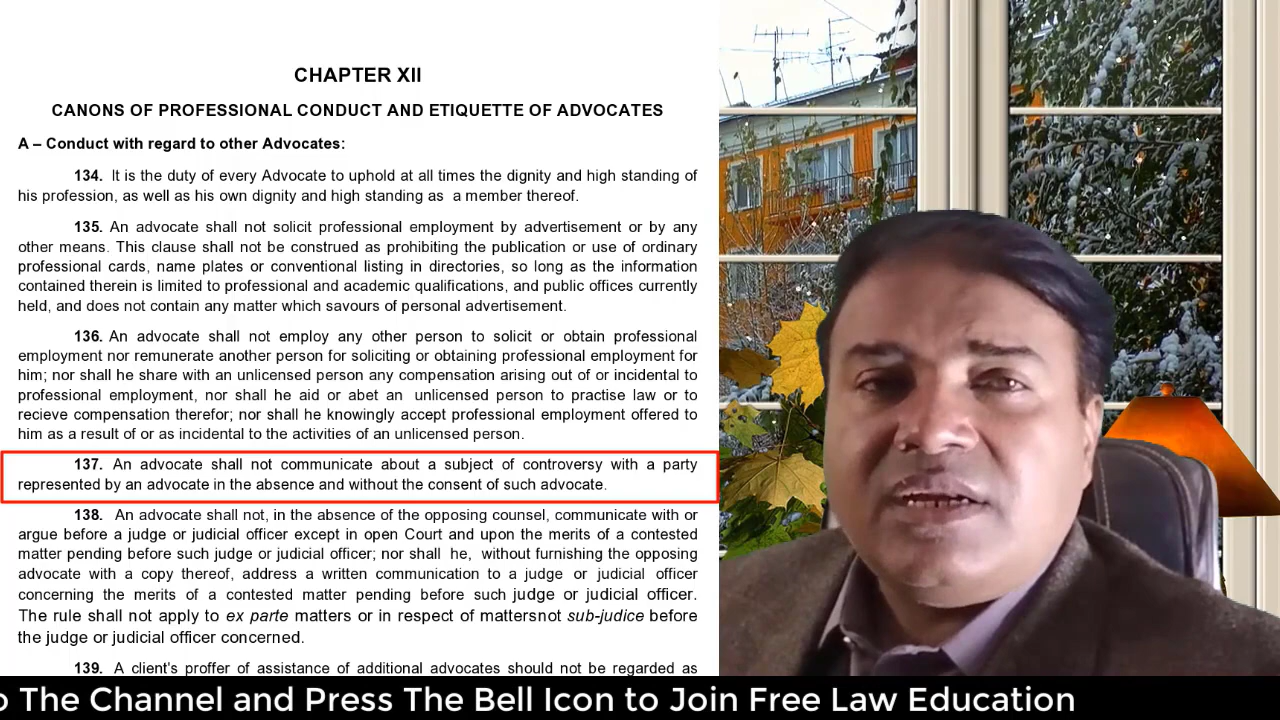 CHAPTER XII
CANONS OF PROFESSIONAL CONDUCT AND ETIQUETTE OF ADVOCATES
A – Conduct with regard to other Advocates:
134. It is the duty of every Advocate to uphold at all times the dignity and high standing of
his profession, as well as his own dignity and high standing as a member thereof.
135. An advocate shall not solicit professional employment by advertisement or by any
other means. This clause shall not be construed as prohibiting the publication or use of ordinary
professional cards, name plates or conventional listing in directories, so long as the information
contained therein is limited to professional and academic qualifications, and public offices currently
held, and does not contain any matter which savours of personal advertisement.
136. An advocate shall not employ any other person to solicit or obtain professional
employment nor remunerate another person for soliciting or obtaining professional employment for
him; nor shall he share with an unlicensed person any compensation arising out of or incidental to
professional employment, nor shall he aid or abet an unlicensed person to practise law or to
recieve compensation therefor; nor shall he knowingly accept professional employment offered to
him as a result of or as incidental to the activities of an unlicensed person.
137. An advocate shall not communicate about a subject of controversy with a party
represented by an advocate in the absence and without the consent of such advocate.
138. An advocate shall not, in the absence of the opposing counsel, communicate with or
argue before a judge or judicial officer except in open Court and upon the merits of a contested
matter pending before such judge or judicial officer; nor shall he, without furnishing the opposing
advocate with a copy thereof, address a written communication to a judge or judicial officer
concerning the merits of a contested matter pending before such judge or judicial officer.
The rule shall not apply to ex parte matters or in respect of mattersnot sub-judice before
the judge or judicial officer concerned.
139. A client's proffer of assistance of additional advocates should not be regarded as
o The Channel and Press The Bell Icon to Join Free Law Education